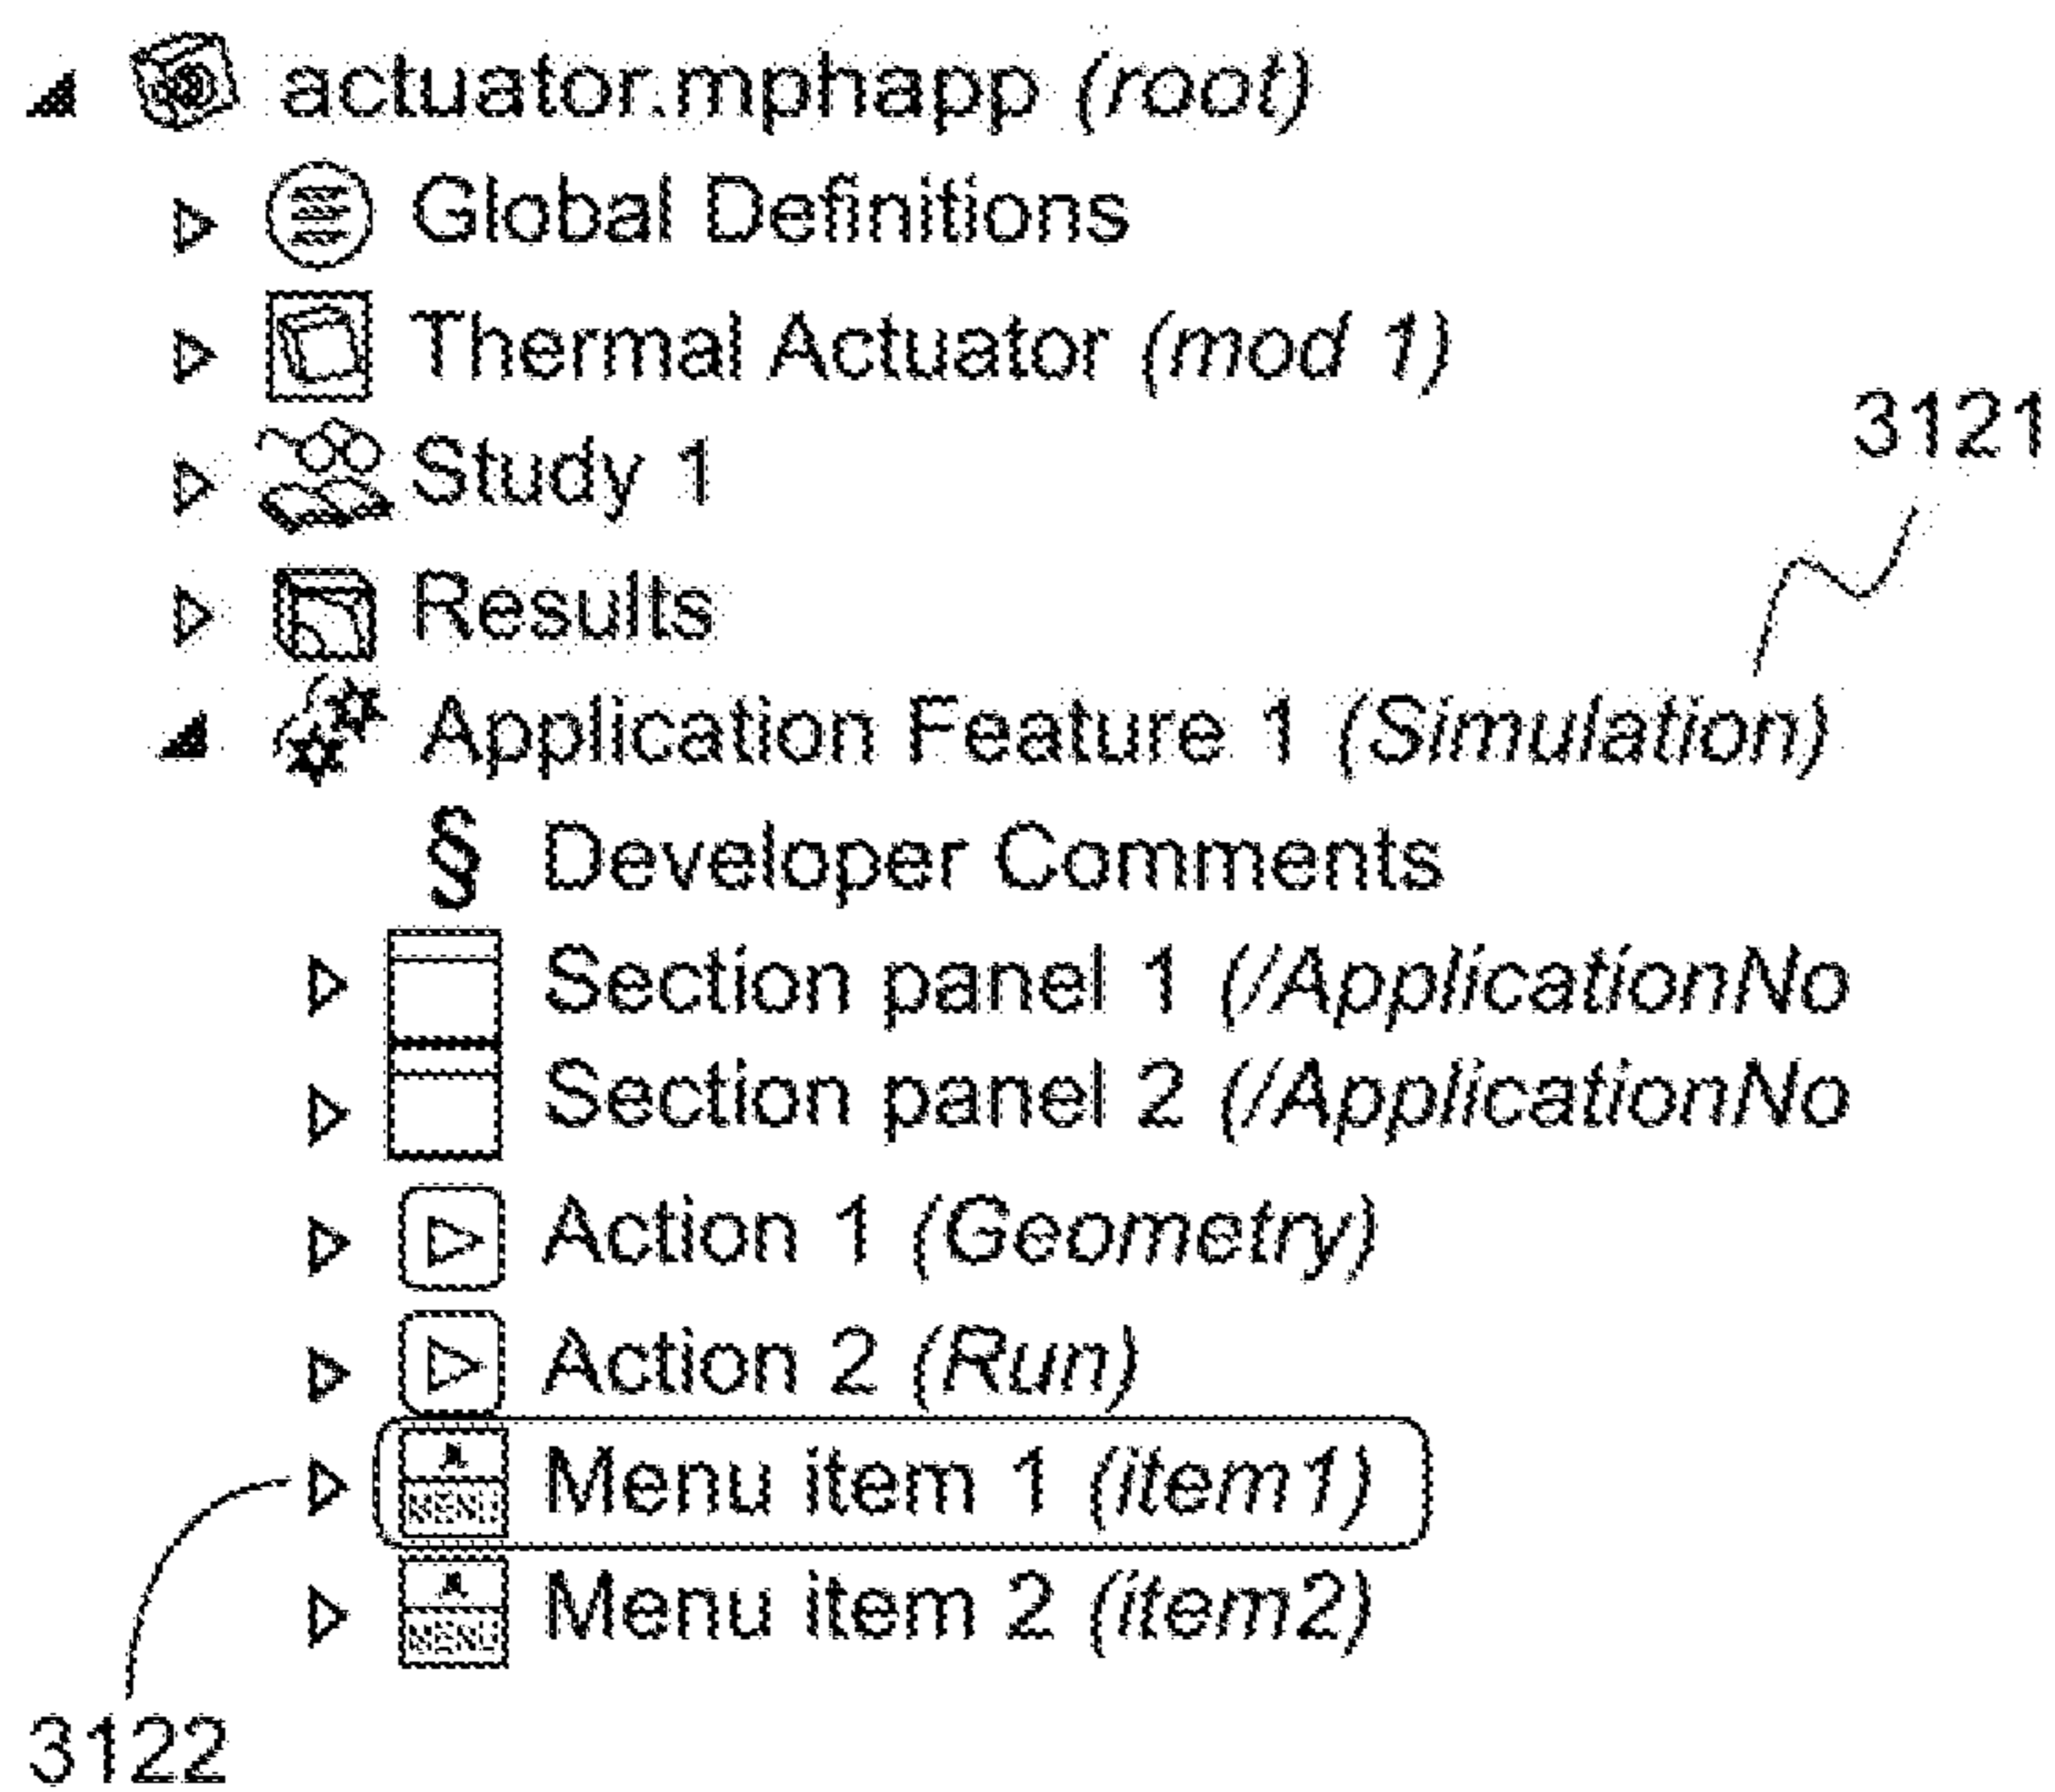 actuator.mphapp (root)
Global Definitions
Thermal Actuator (mod 1)
3121
Study 1
Results
Application Feature 1 (Simulation)
§ Developer Comments
Section panel 1 (/ApplicationNo
Section panel 2 (/ApplicationNo
Action 1 (Geometry)
Action 2 (Run)
Menu item 1 (item1)
Menu item 2 (item2)
3122